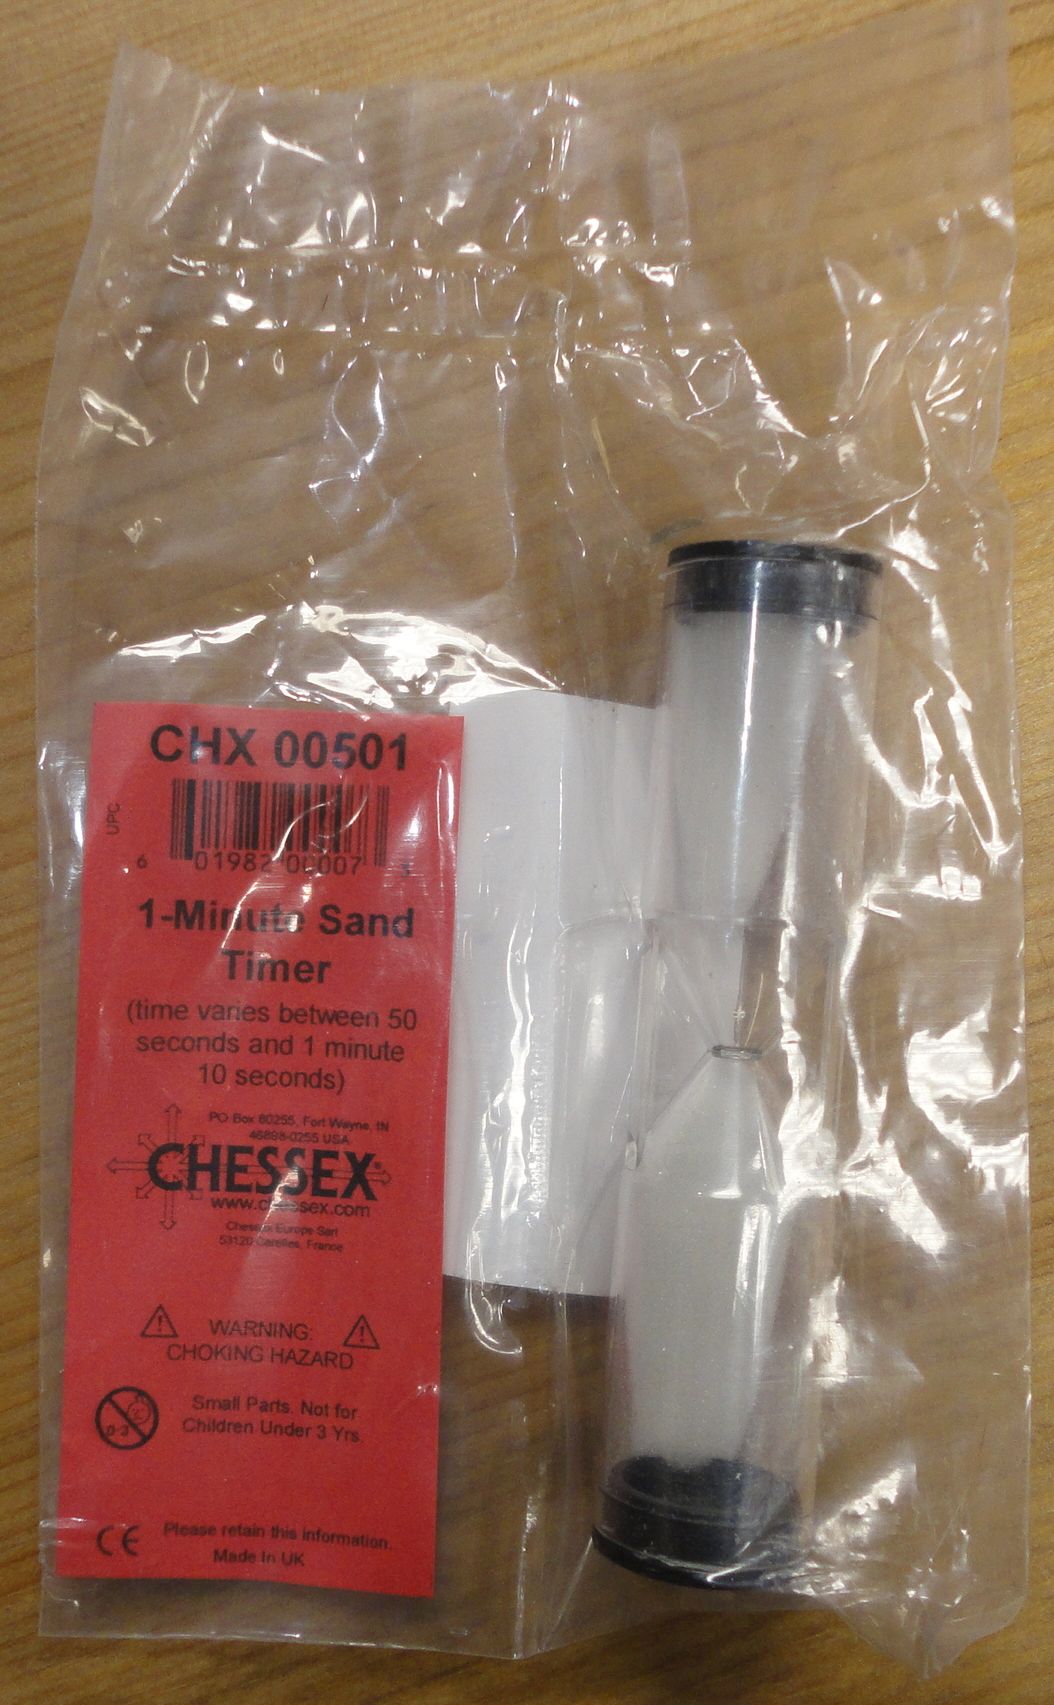 CHX 00501
UPC
6 01982 00007 3
1-Minute Sand
Timer
(time varies between 50
seconds and 1 minute
10 seconds)
PO Box 80255, Fort Wayne, IN
46898-0255 USA
CHESSEX®
www.chessex.com
Chessex Europe Sarl
53120 Carelles, France
WARNING:
CHOKING HAZARD
0-3
Small Parts. Not for
Children Under 3 Yrs.
CE Please retain this information.
Made In UK